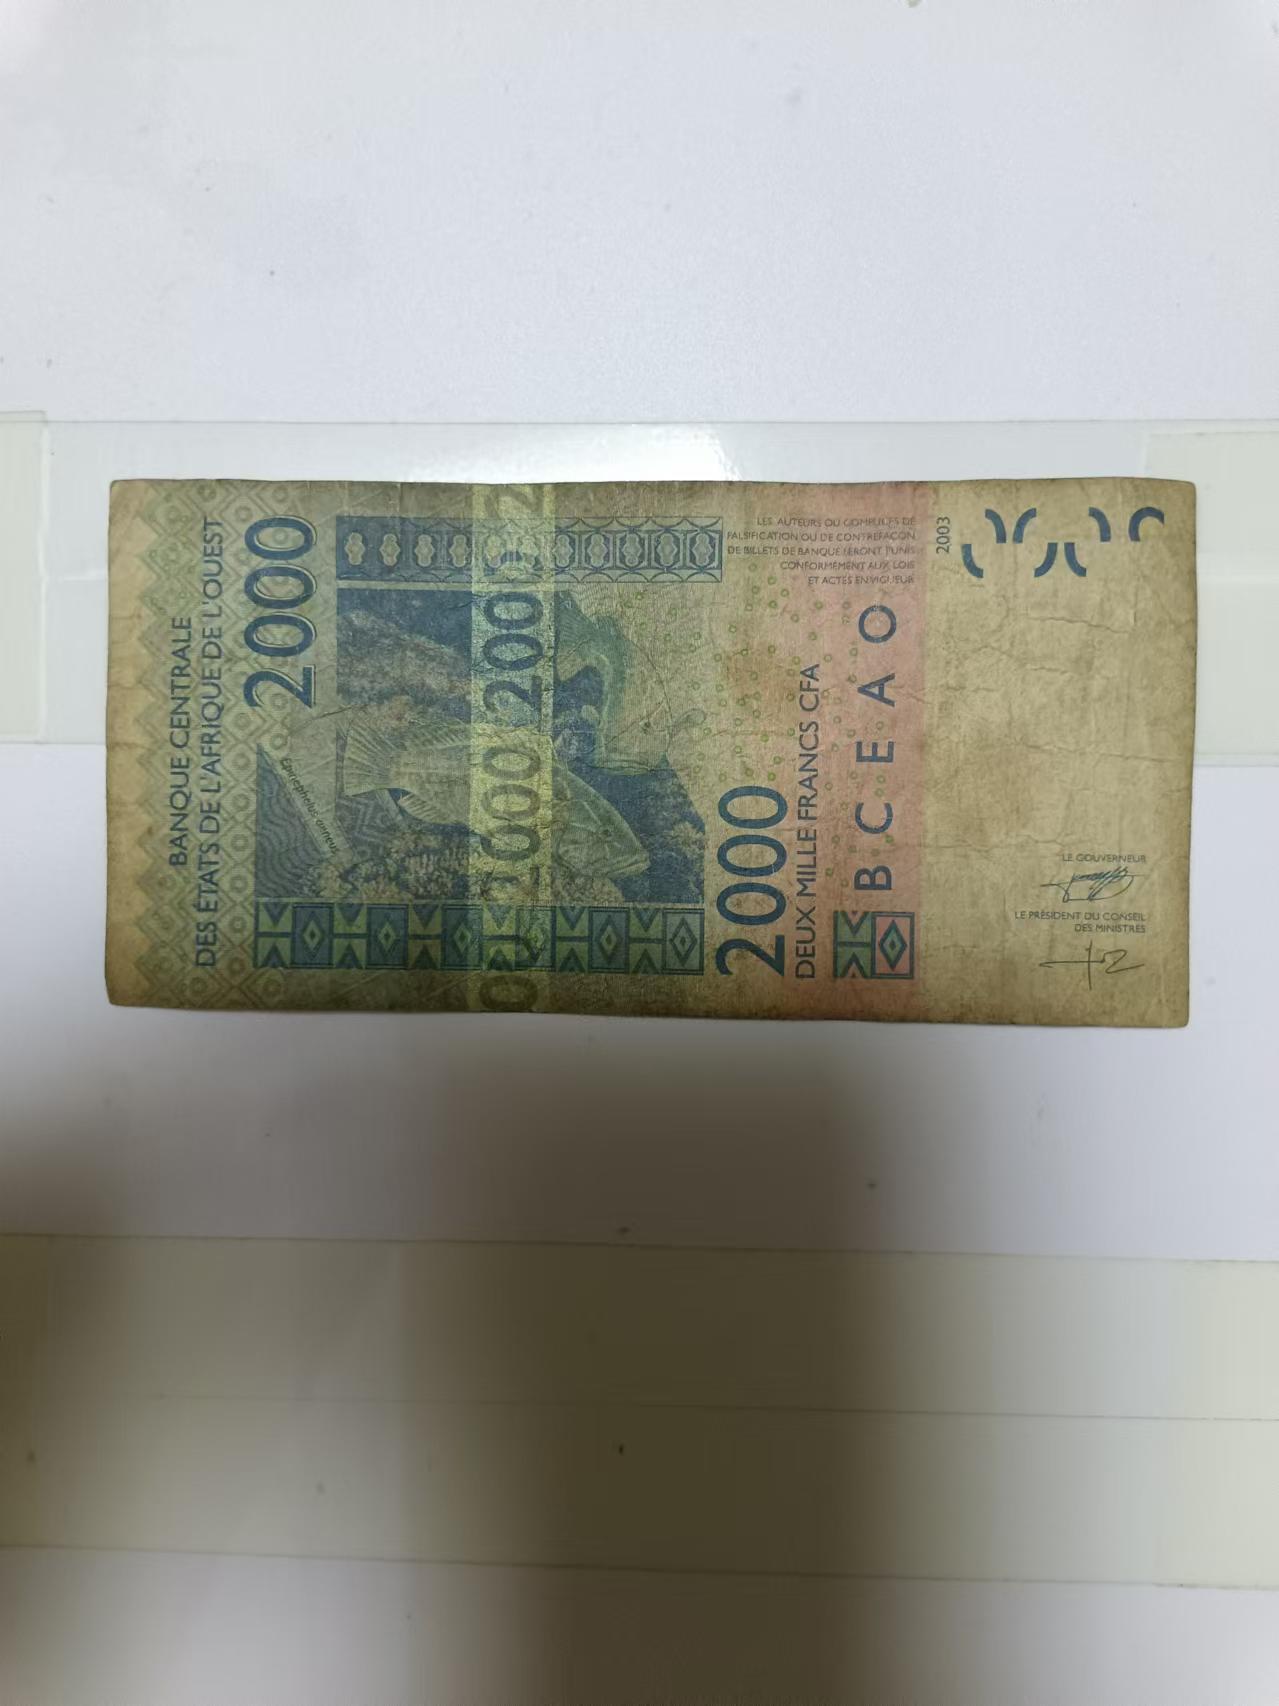 BANQUE CENTRALE
DES ÉTATS DE L'AFRIQUE DE L'OUEST
2000
Epinephelus aeneus
2000
LES AUTEURS OU COMPLICES DE
FALSIFICATION OU DE CONTREFAÇON
DE BILLETS DE BANQUE SERONT PUNIS
CONFORMÉMENT AUX LOIS
ET ACTES EN VIGUEUR
2000
DEUX MILLE FRANCS CFA
BCEAO
2003
LE GOUVERNEUR
LE PRÉSIDENT DU CONSEIL
DES MINISTRES